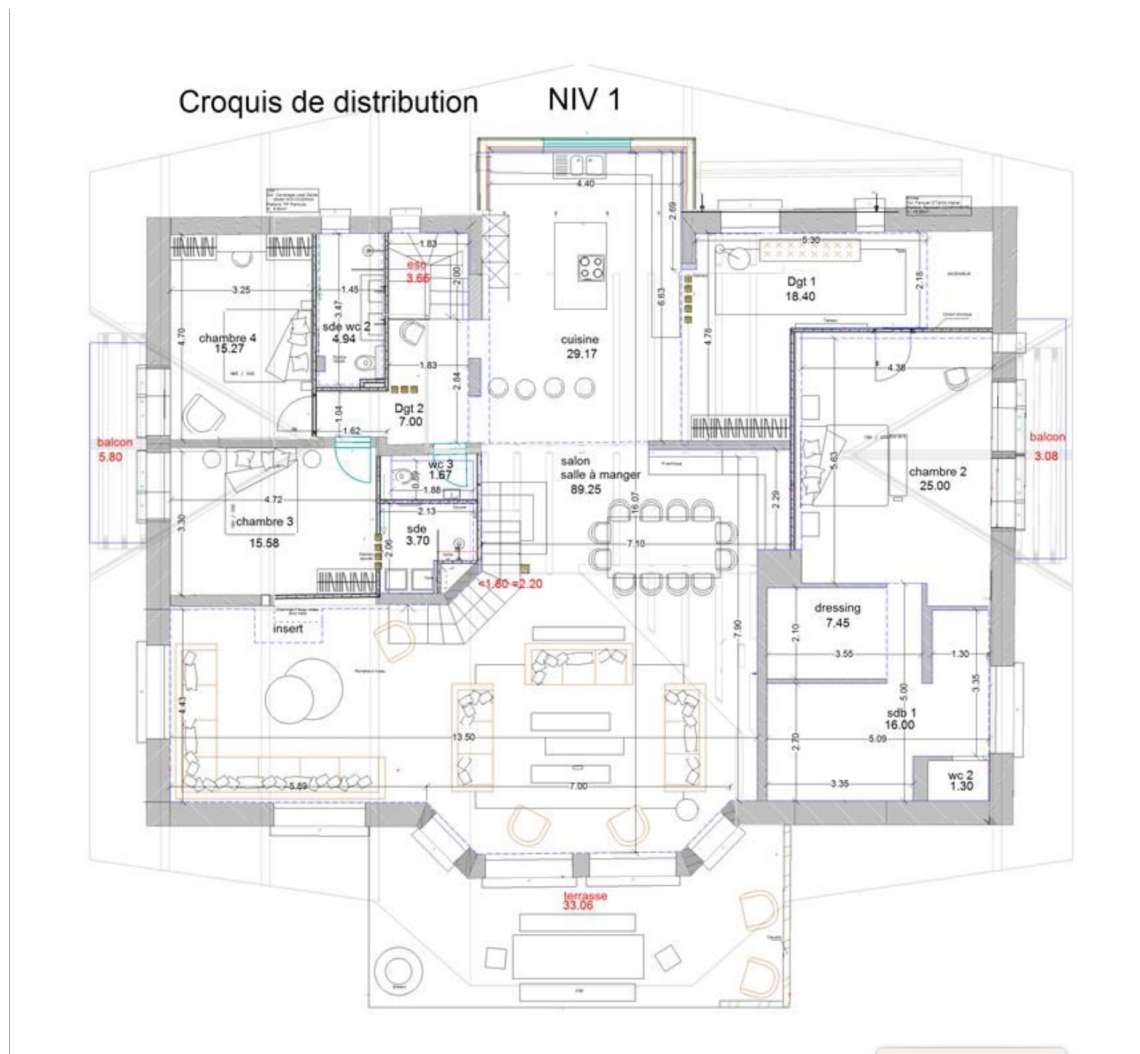 Croquis de distribution
NIV 1
4.40
2.69
1.83
esc
3.66
2.00
5.30
Dgt 1
18.40
2.18
ASCENSEUR
3.25
1.45
3.47
sde wc 2
4.94
4.70
chambre 4
15.27
6.63
cuisine
29.17
4.78
4.38
1.83
2.84
Dgt 2
7.00
1.04
1.62
balcon
5.80
balcon
3.08
5.63
chambre 2
25.00
wc 3
1.67
0.89
1.88
salon
salle à manger
89.25
16.07
2.29
4.72
3.30
chambre 3
15.58
2.13
sde
3.70
2.06
7.10
<1.80 =2.20
insert
dressing
7.45
2.10
3.55
1.30
3.35
7.90
5.00
4.43
13.50
sdb 1
16.00
5.09
2.70
5.89
7.00
3.35
wc 2
1.30
terrasse
33.06